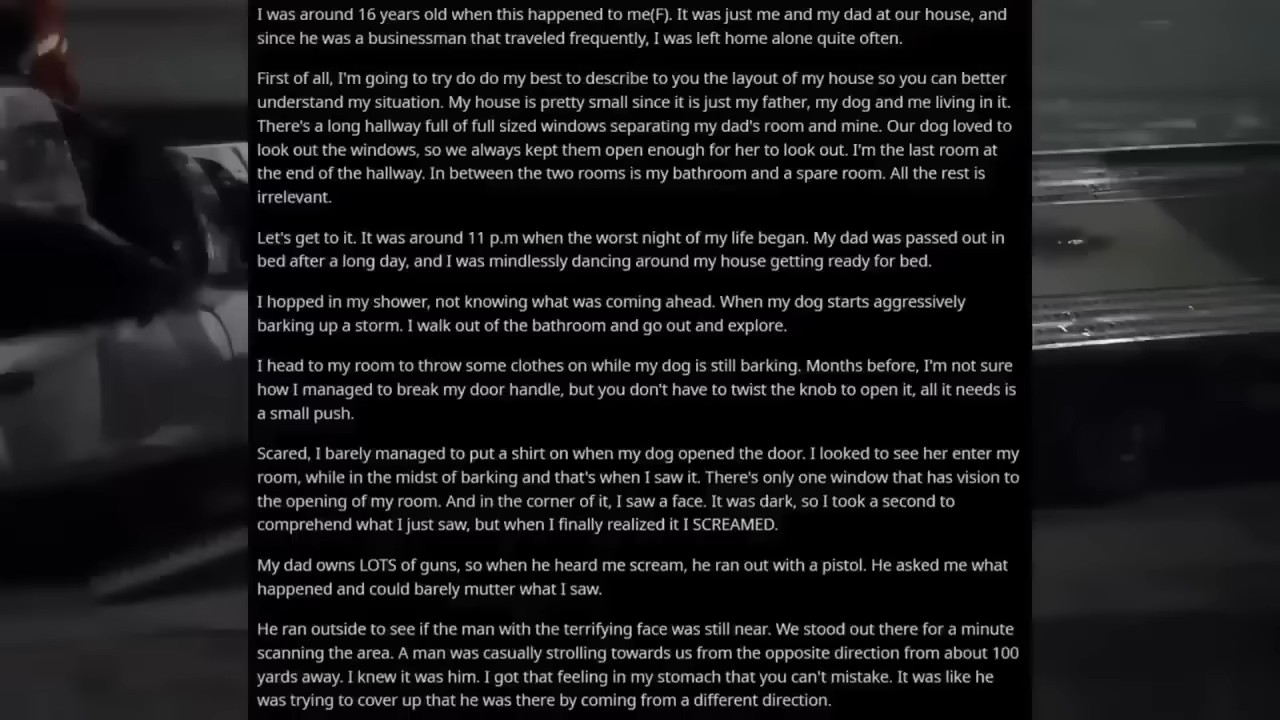 I was around 16 years old when this happened to me(F). It was just me and my dad at our house, and
since he was a businessman that traveled frequently, I was left home alone quite often.
First of all, I'm going to try do do my best to describe to you the layout of my house so you can better
understand my situation. My house is pretty small since it is just my father, my dog and me living in it.
There's a long hallway full of full sized windows separating my dad's room and mine. Our dog loved to
look out the windows, so we always kept them open enough for her to look out. I'm the last room at
the end of the hallway. In between the two rooms is my bathroom and a spare room. All the rest is
irrelevant.
Let's get to it. It was around 11 p.m when the worst night of my life began. My dad was passed out in
bed after a long day, and I was mindlessly dancing around my house getting ready for bed.
I hopped in my shower, not knowing what was coming ahead. When my dog starts aggressively
barking up a storm. I walk out of the bathroom and go out and explore.
I head to my room to throw some clothes on while my dog is still barking. Months before, I'm not sure
how I managed to break my door handle, but you don't have to twist the knob to open it, all it needs is
a small push.
Scared, I barely managed to put a shirt on when my dog opened the door. I looked to see her enter my
room, while in the midst of barking and that's when I saw it. There's only one window that has vision to
the opening of my room. And in the corner of it, I saw a face. It was dark, so I took a second to
comprehend what I just saw, but when I finally realized it I SCREAMED.
My dad owns LOTS of guns, so when he heard me scream, he ran out with a pistol. He asked me what
happened and could barely mutter what I saw.
He ran outside to see if the man with the terrifying face was still near. We stood out there for a minute
scanning the area. A man was casually strolling towards us from the opposite direction from about 100
yards away. I knew it was him. I got that feeling in my stomach that you can't mistake. It was like he
was trying to cover up that he was there by coming from a different direction.